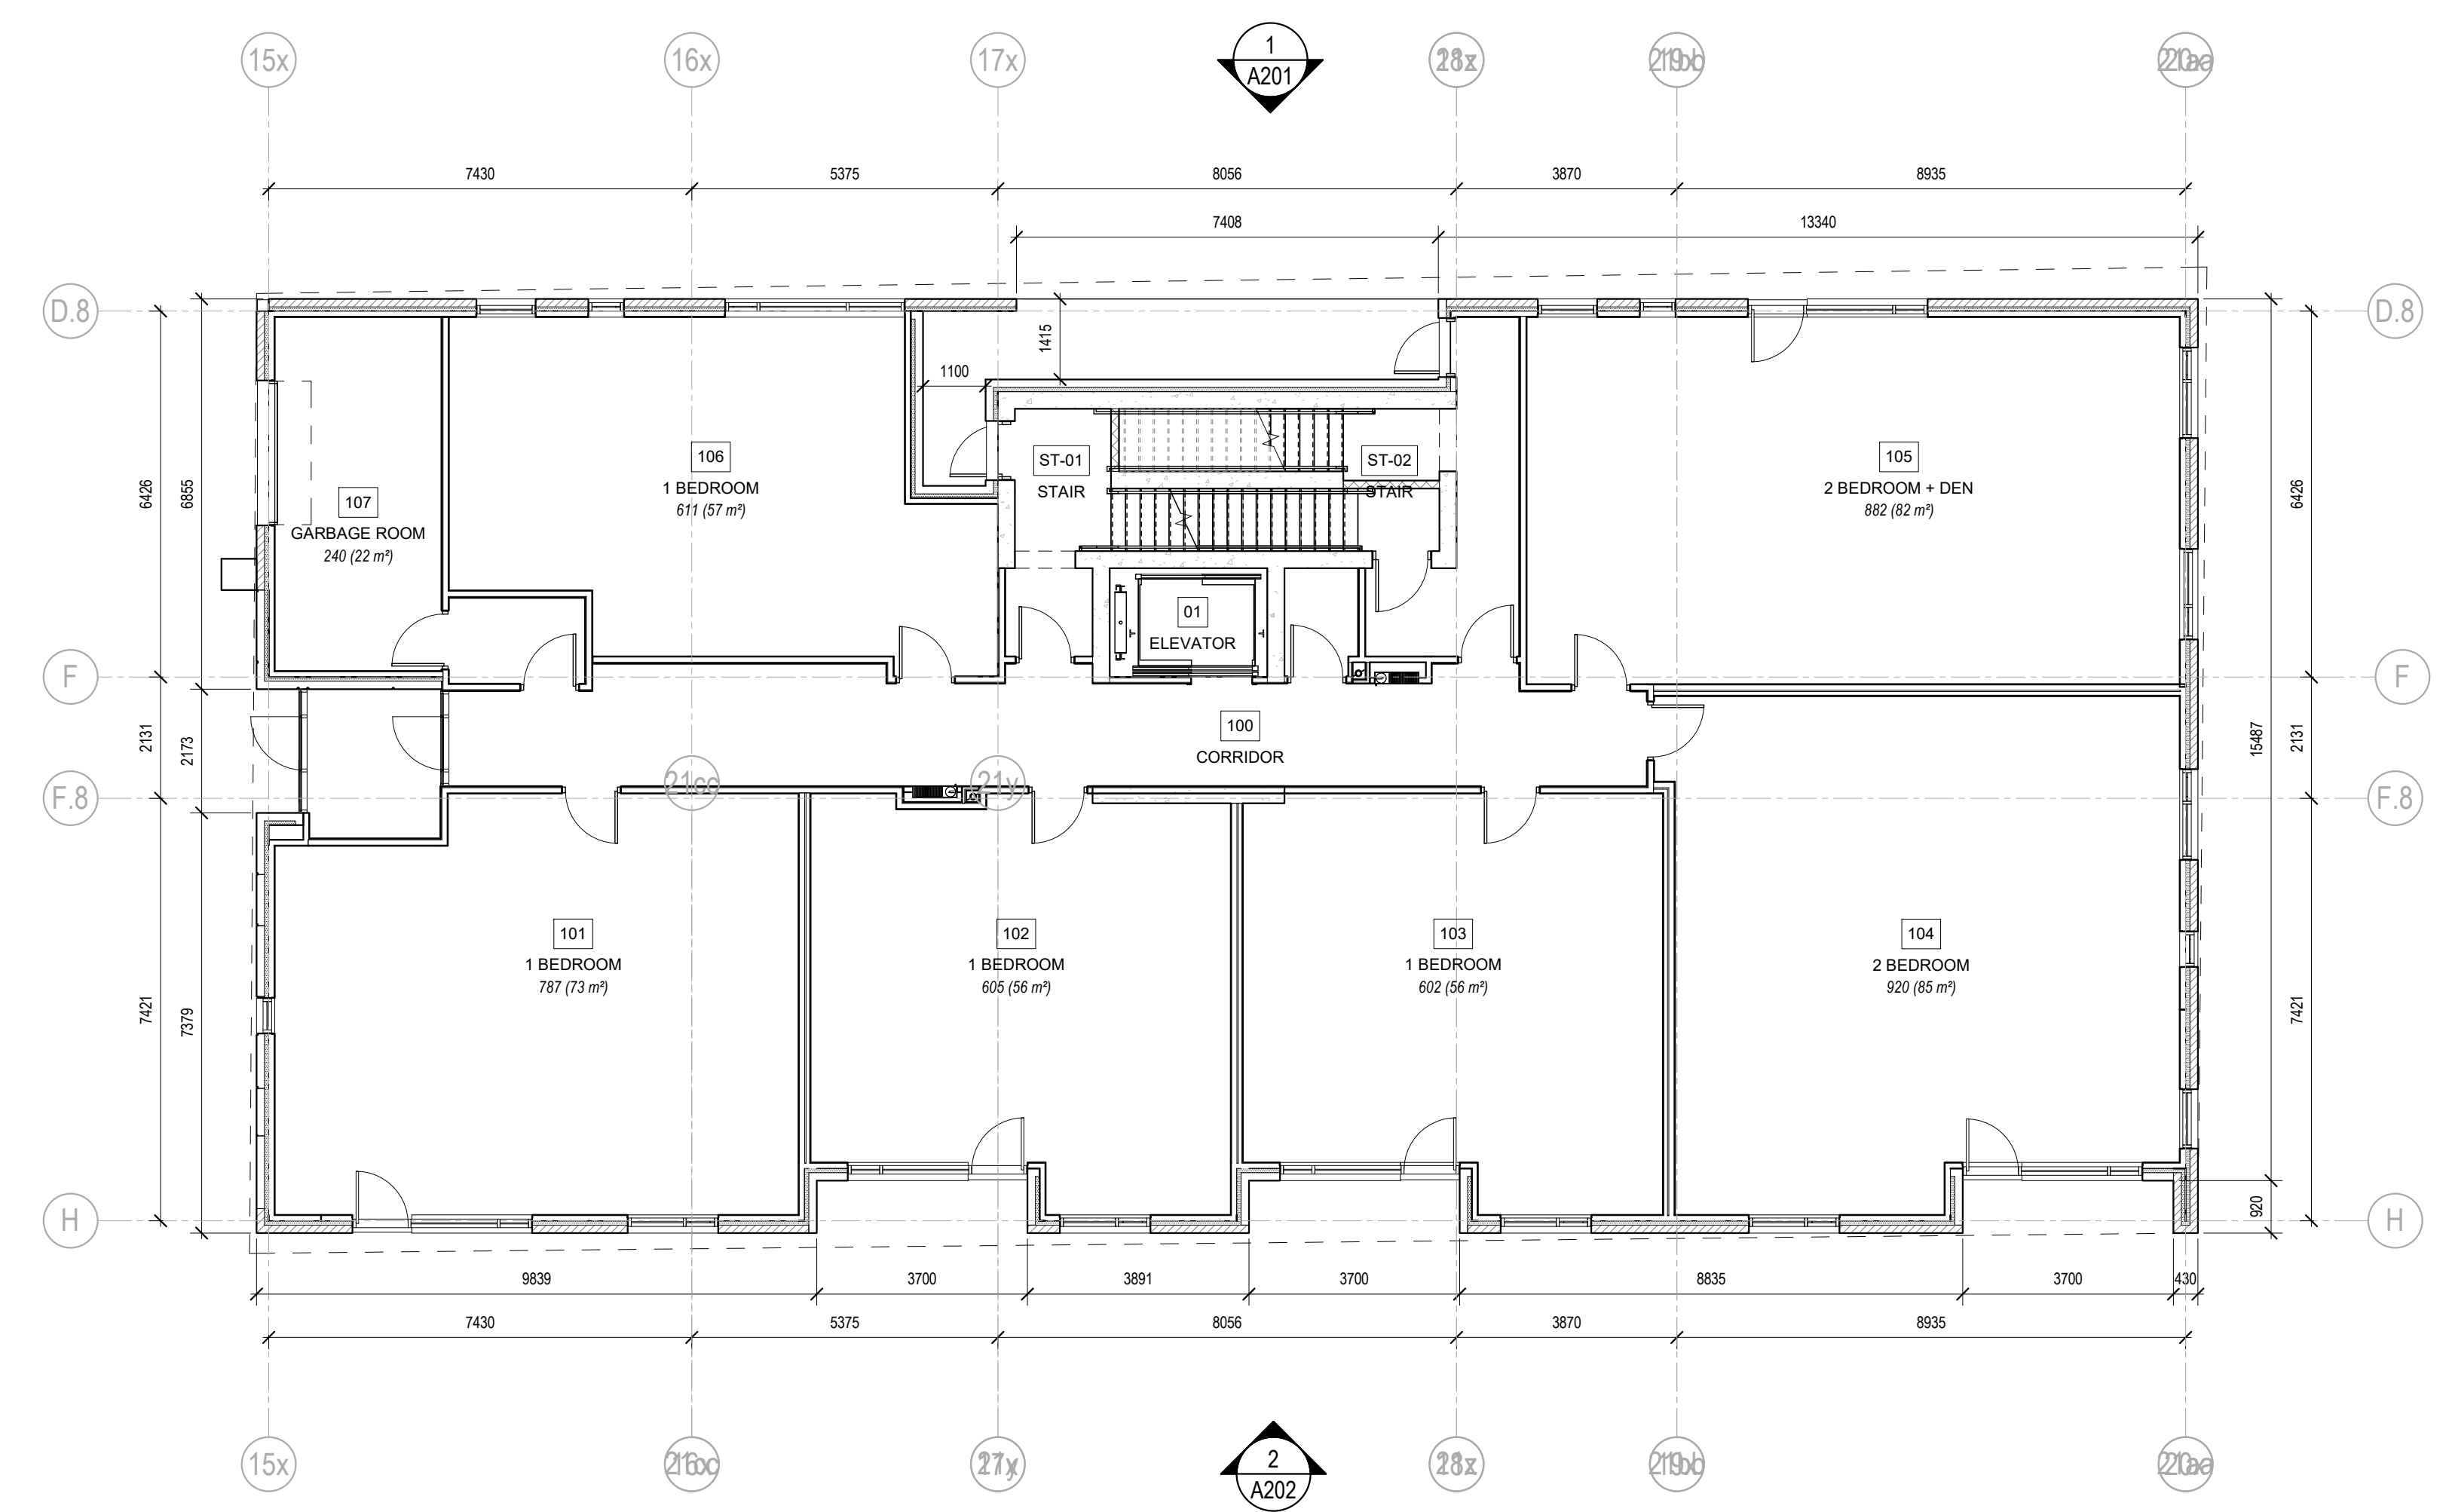 15x
16x
17x
1
A201
7430
5375
8056
3870
8935
7408
13340
D.8
D.8
1415
1100
6426
6855
106
1 BEDROOM
611 (57 m²)
ST-01
STAIR
ST-02
STAIR
105
2 BEDROOM + DEN
882 (82 m²)
6426
107
GARBAGE ROOM
240 (22 m²)
01
ELEVATOR
F
F
2131
2173
100
CORRIDOR
15487
2131
21cc
21y
F.8
F.8
101
1 BEDROOM
787 (73 m²)
102
1 BEDROOM
605 (56 m²)
103
1 BEDROOM
602 (56 m²)
104
2 BEDROOM
920 (85 m²)
7421
7379
7421
920
H
H
9839
3700
3891
3700
8835
3700
430
7430
5375
8056
3870
8935
15x
2
A202